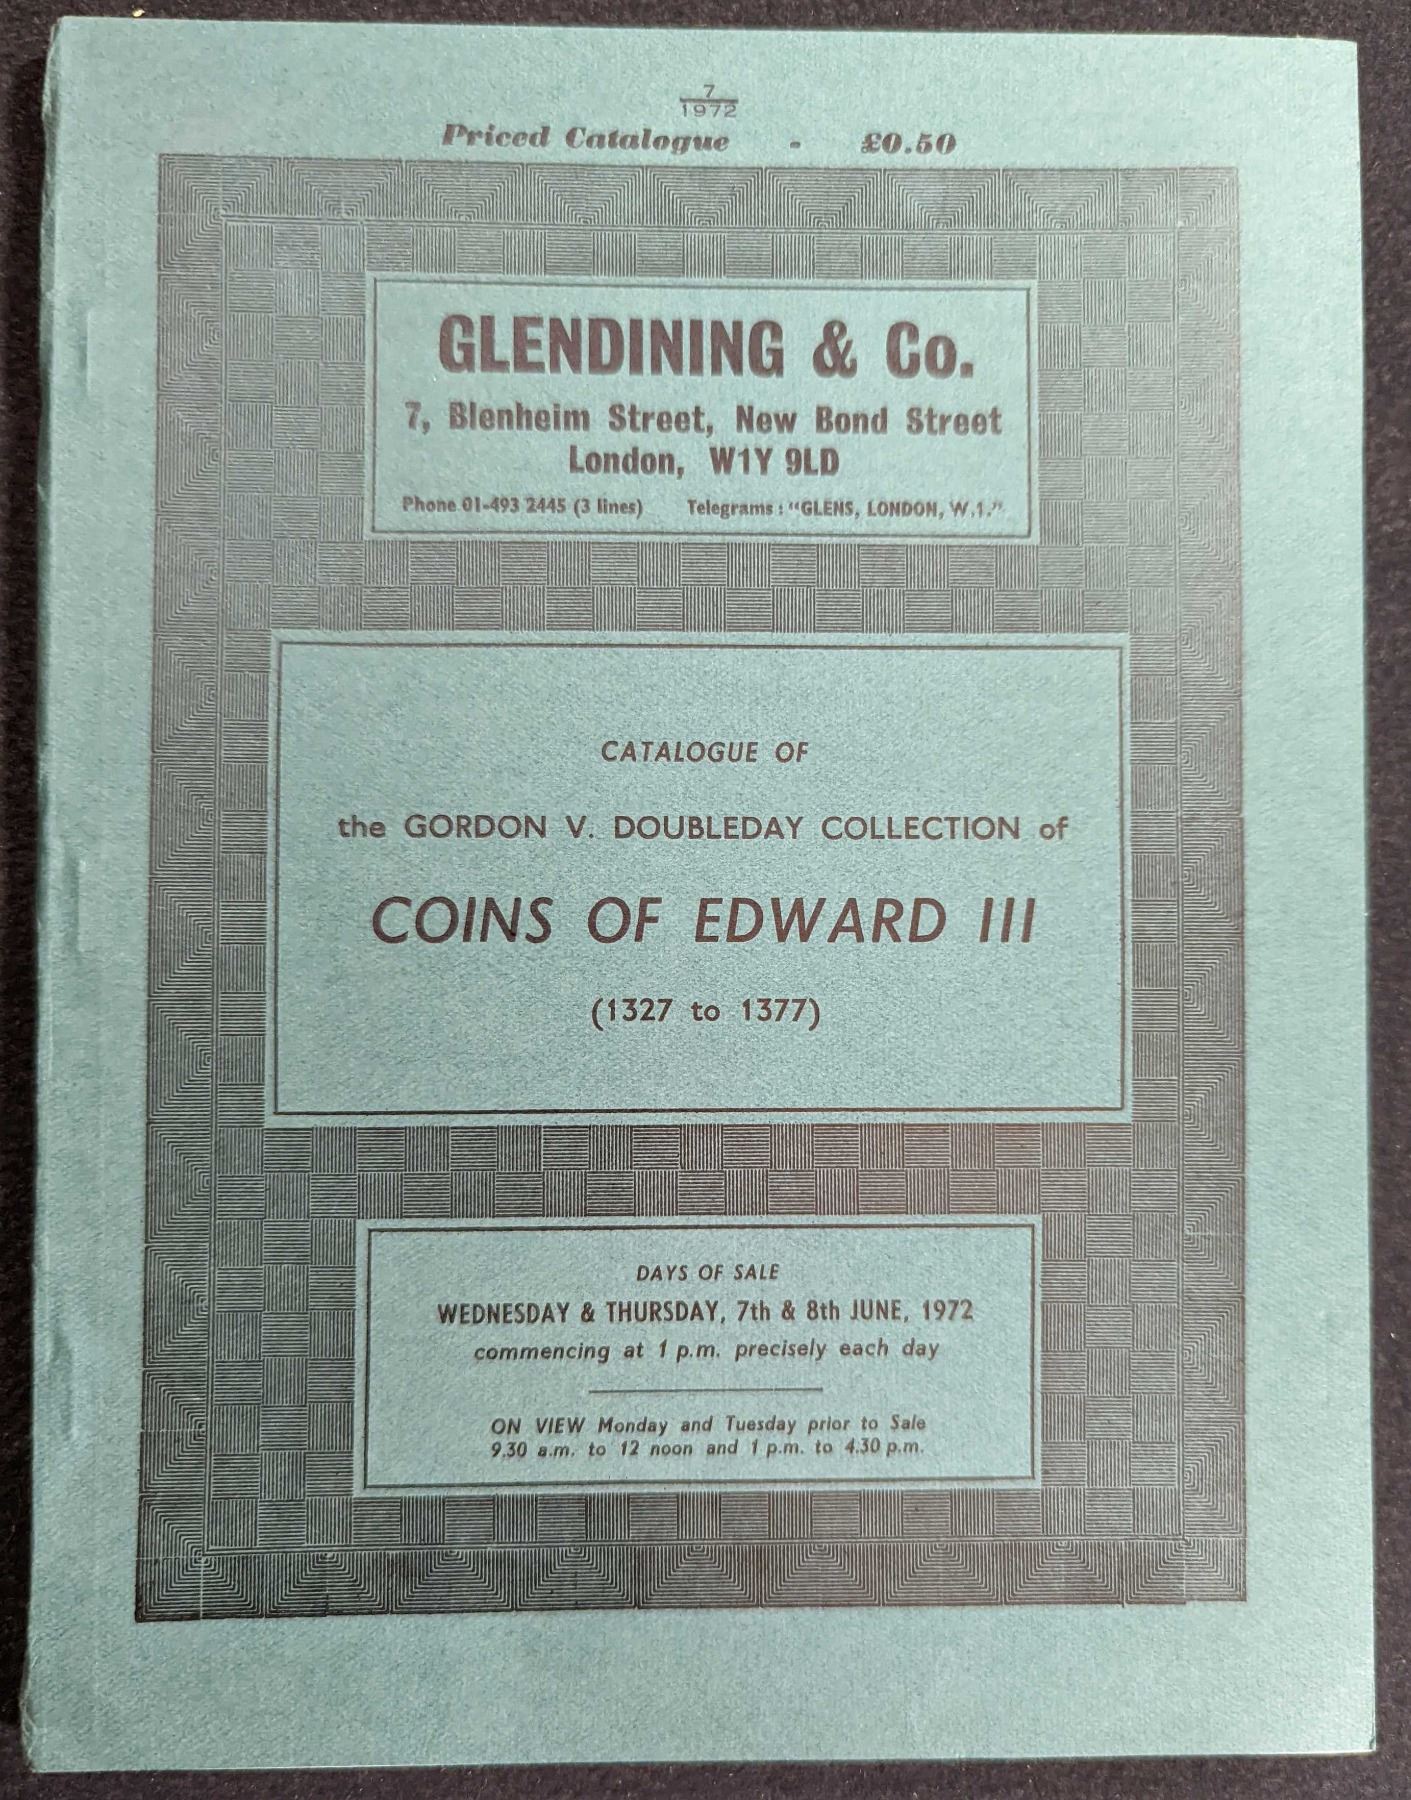 7
1972
Priced Catalogue - £0.50
GLENDINING & Co.
7, Blenheim Street, New Bond Street
London, W1Y 9LD
Phone 01-493 2445 (3 lines) Telegrams : "GLENS, LONDON, W.1."
CATALOGUE OF
the GORDON V. DOUBLEDAY COLLECTION of
COINS OF EDWARD III
(1327 to 1377)
DAYS OF SALE
WEDNESDAY & THURSDAY, 7th & 8th JUNE, 1972
commencing at 1 p.m. precisely each day
ON VIEW Monday and Tuesday prior to Sale
9.30 a.m. to 12 noon and 1 p.m. to 4.30 p.m.